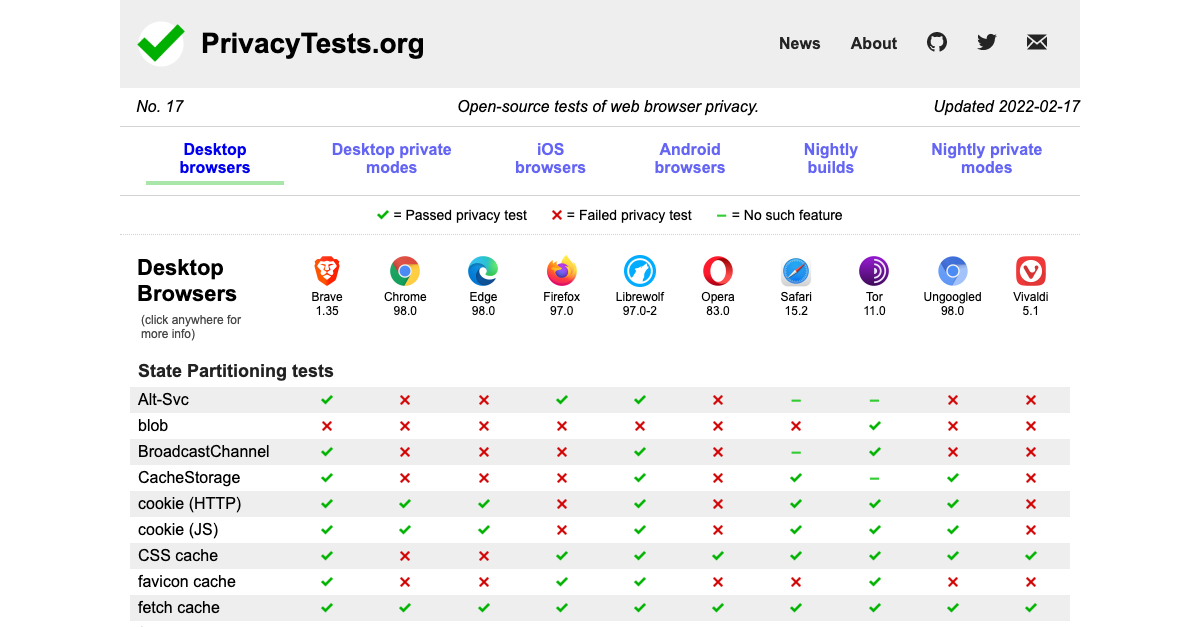 PrivacyTests.org
News About
No. 17 Open-source tests of web browser privacy. Updated 2022-02-17
Desktop browsers Desktop private modes iOS browsers Android browsers Nightly builds Nightly private modes
✓ = Passed privacy test ✕ = Failed privacy test – = No such feature
Desktop
Browsers
(click anywhere for
more info)
Brave Chrome Edge Firefox Librewolf Opera Safari Tor Ungoogled Vivaldi
1.35 98.0 98.0 97.0 97.0-2 83.0 15.2 11.0 98.0 5.1
State Partitioning tests
Alt-Svc
blob
BroadcastChannel
CacheStorage
cookie (HTTP)
cookie (JS)
CSS cache
favicon cache
fetch cache